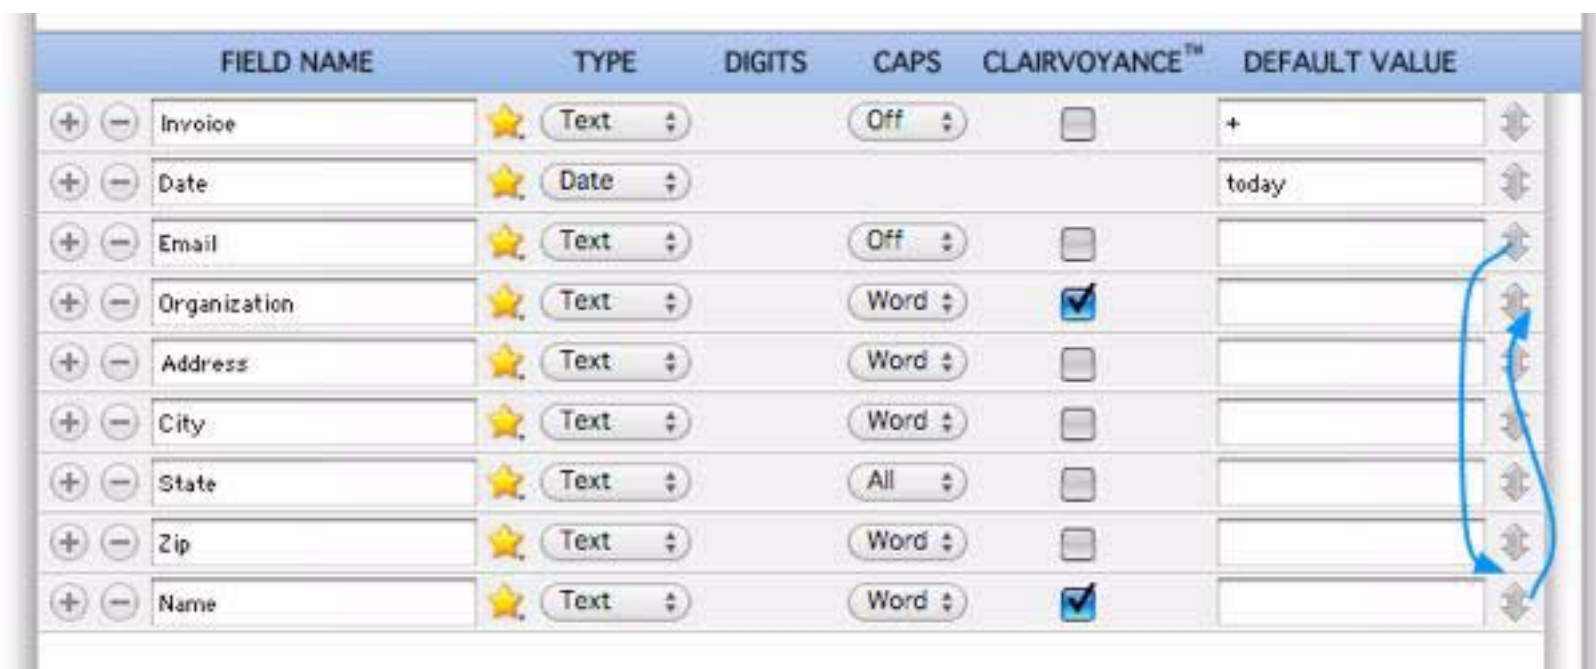 FIELD NAME TYPE DIGITS CAPS CLAIRVOYANCE™ DEFAULT VALUE
Invoice Text Off +
Date Date today
Email Text Off
Organization Text Word
Address Text Word
City Text Word
State Text All
Zip Text Word
Name Text Word